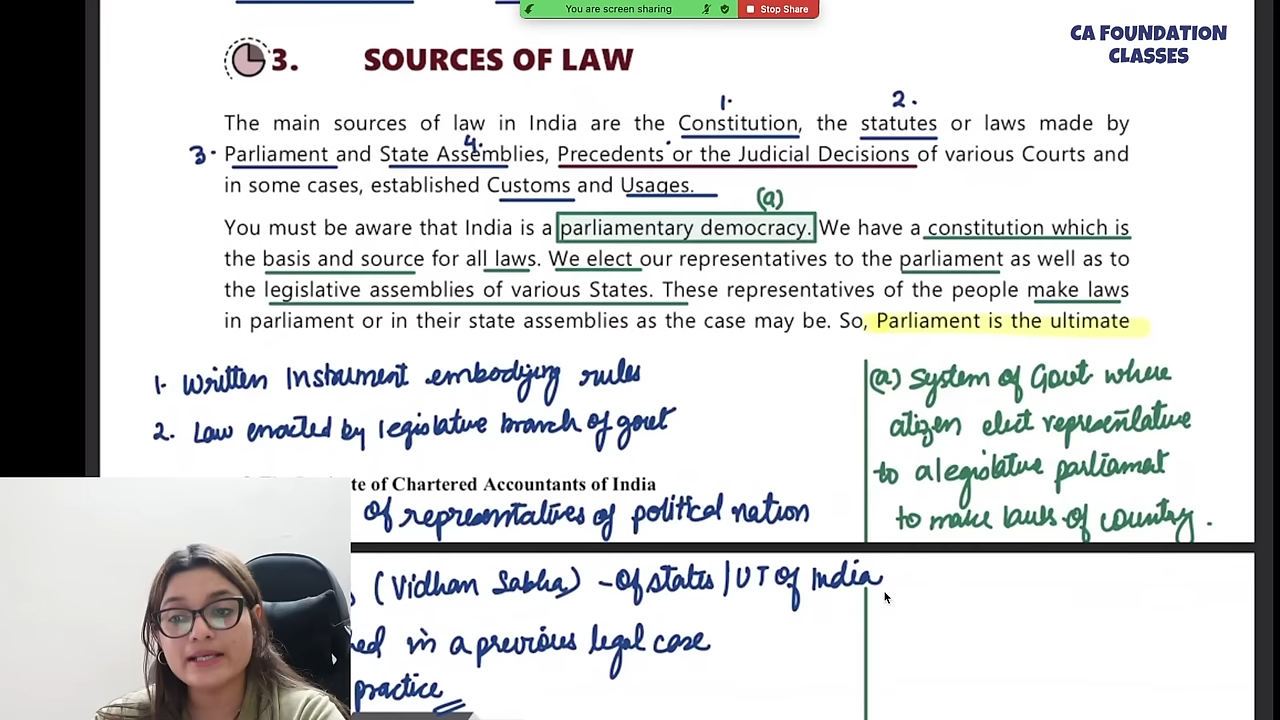 You are screen sharing
Stop Share
CA FOUNDATION
CLASSES
3. SOURCES OF LAW
1.
2.
The main sources of law in India are the Constitution, the statutes or laws made by
4.
3. Parliament and State Assemblies, Precedents or the Judicial Decisions of various Courts and
in some cases, established Customs and Usages.
(a)
You must be aware that India is a parliamentary democracy. We have a constitution which is
the basis and source for all laws. We elect our representatives to the parliament as well as to
the legislative assemblies of various States. These representatives of the people make laws
in parliament or in their state assemblies as the case may be. So, Parliament is the ultimate
1. Written Instrument embodying rules
2. Law enacted by legislative branch of govt
te of Chartered Accountants of India
of representatives of political nation
(Vidhan Sabha) - Of states / UT of India
in a previous legal case
practice
(a) System of Govt where
citizen elect representative
to a legislative parliamat
to make laws of country.